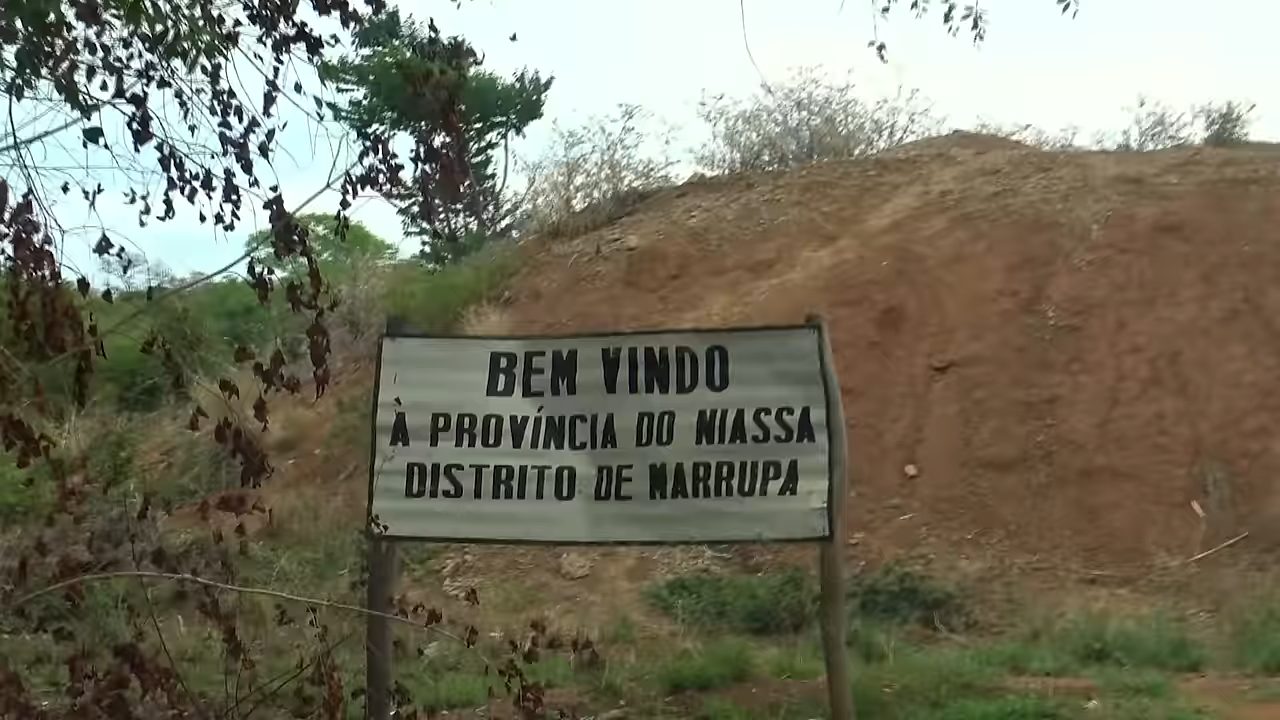 BEM VINDO
À PROVÍNCIA DO NIASSA
DISTRITO DE MARRUPA